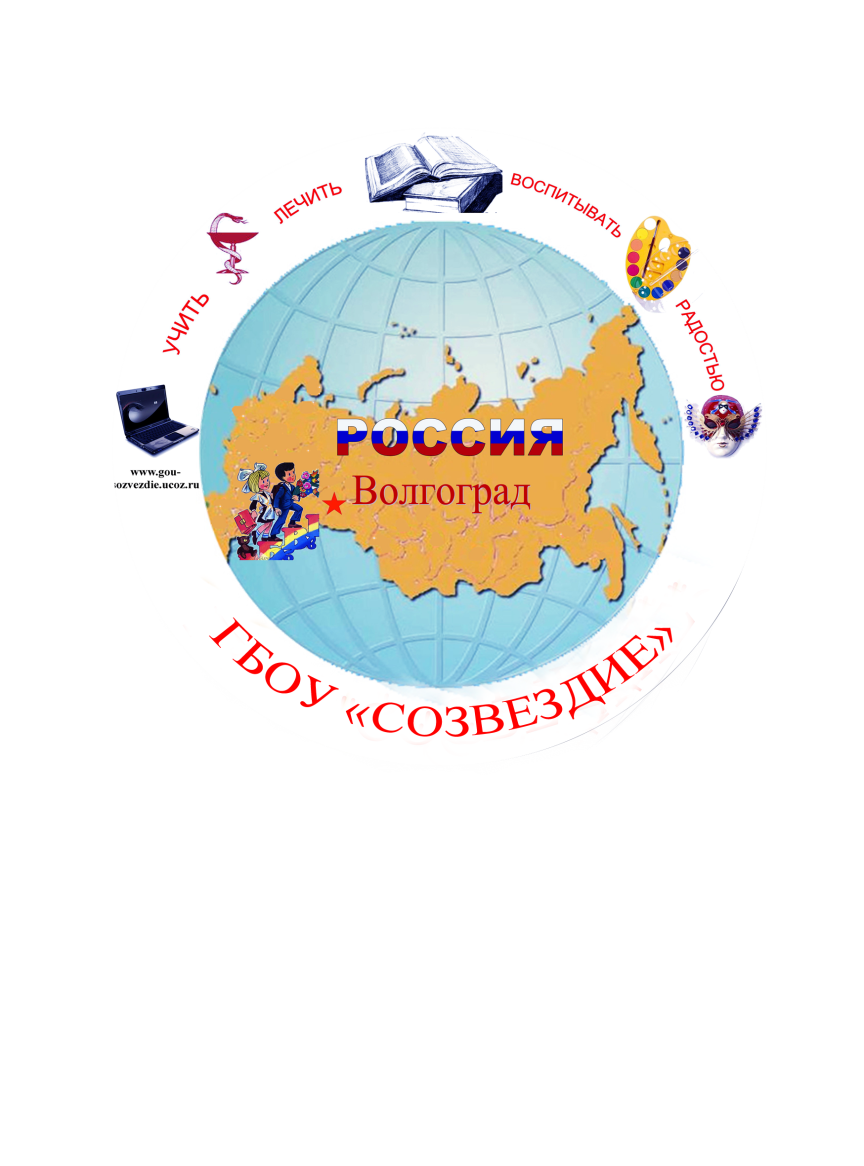 УЧИТЬ
ЛЕЧИТЬ
ВОСПИТЫВАТЬ
РАДОСТЬЮ
www.gou-
sozvezdie.ucoz.ru
РОССИЯ
Волгоград
ГБОУ «СОЗВЕЗДИЕ»